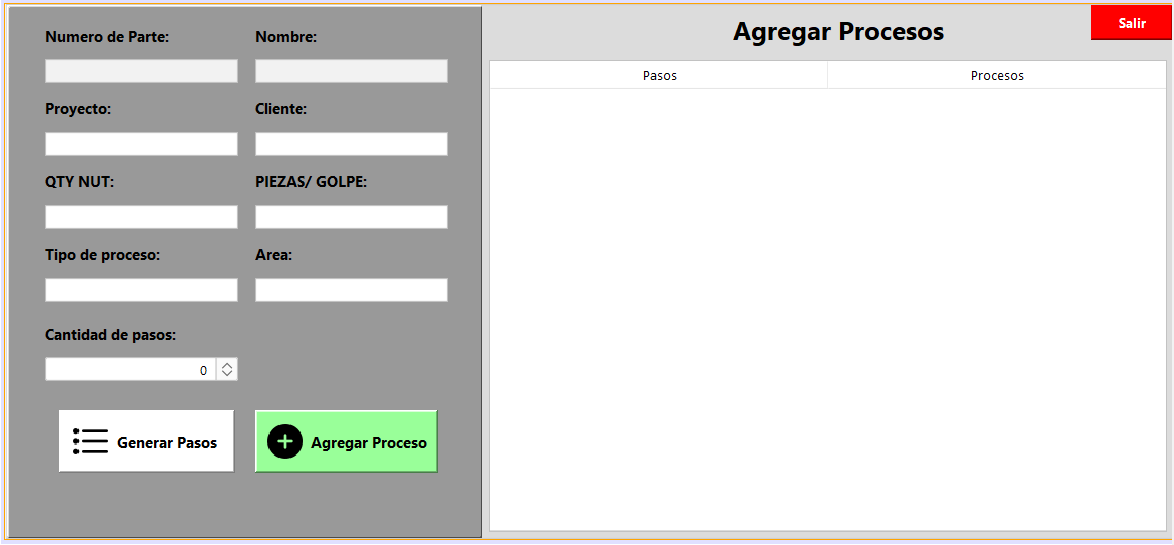 Numero de Parte:
Nombre:
Proyecto:
Cliente:
QTY NUT:
PIEZAS/ GOLPE:
Tipo de proceso:
Area:
Cantidad de pasos:
0
Generar Pasos
Agregar Proceso
Agregar Procesos
Salir
Pasos
Procesos